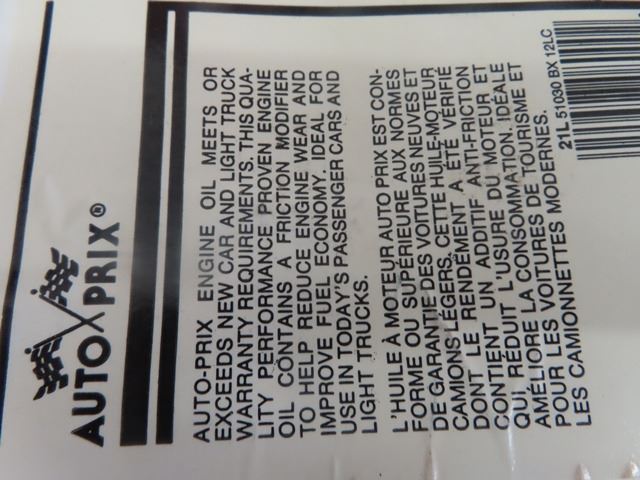 AUTO PRIX®
AUTO-PRIX ENGINE OIL MEETS OR
EXCEEDS NEW CAR AND LIGHT TRUCK
WARRANTY REQUIREMENTS. THIS QUA-
LITY PERFORMANCE PROVEN ENGINE
OIL CONTAINS A FRICTION MODIFIER
TO HELP REDUCE ENGINE WEAR AND
IMPROVE FUEL ECONOMY. IDEAL FOR
USE IN TODAY'S PASSENGER CARS AND
LIGHT TRUCKS.
L'HUILE À MOTEUR AUTO PRIX EST CON-
FORME OU SUPÉRIEURE AUX NORMES
DE GARANTIE DES VOITURES NEUVES ET
CAMIONS LÉGERS, CETTE HUILE-MOTEUR
DONT LE RENDEMENT A ÉTÉ VÉRIFIÉ
CONTIENT UN ADDITIF ANTI-FRICTION
QUI RÉDUIT L'USURE DU MOTEUR ET
AMÉLIORE LA CONSOMMATION. IDÉALE
POUR LES VOITURES DE TOURISME ET
LES CAMIONNETTES MODERNES.
21L 51030 BX 12LC